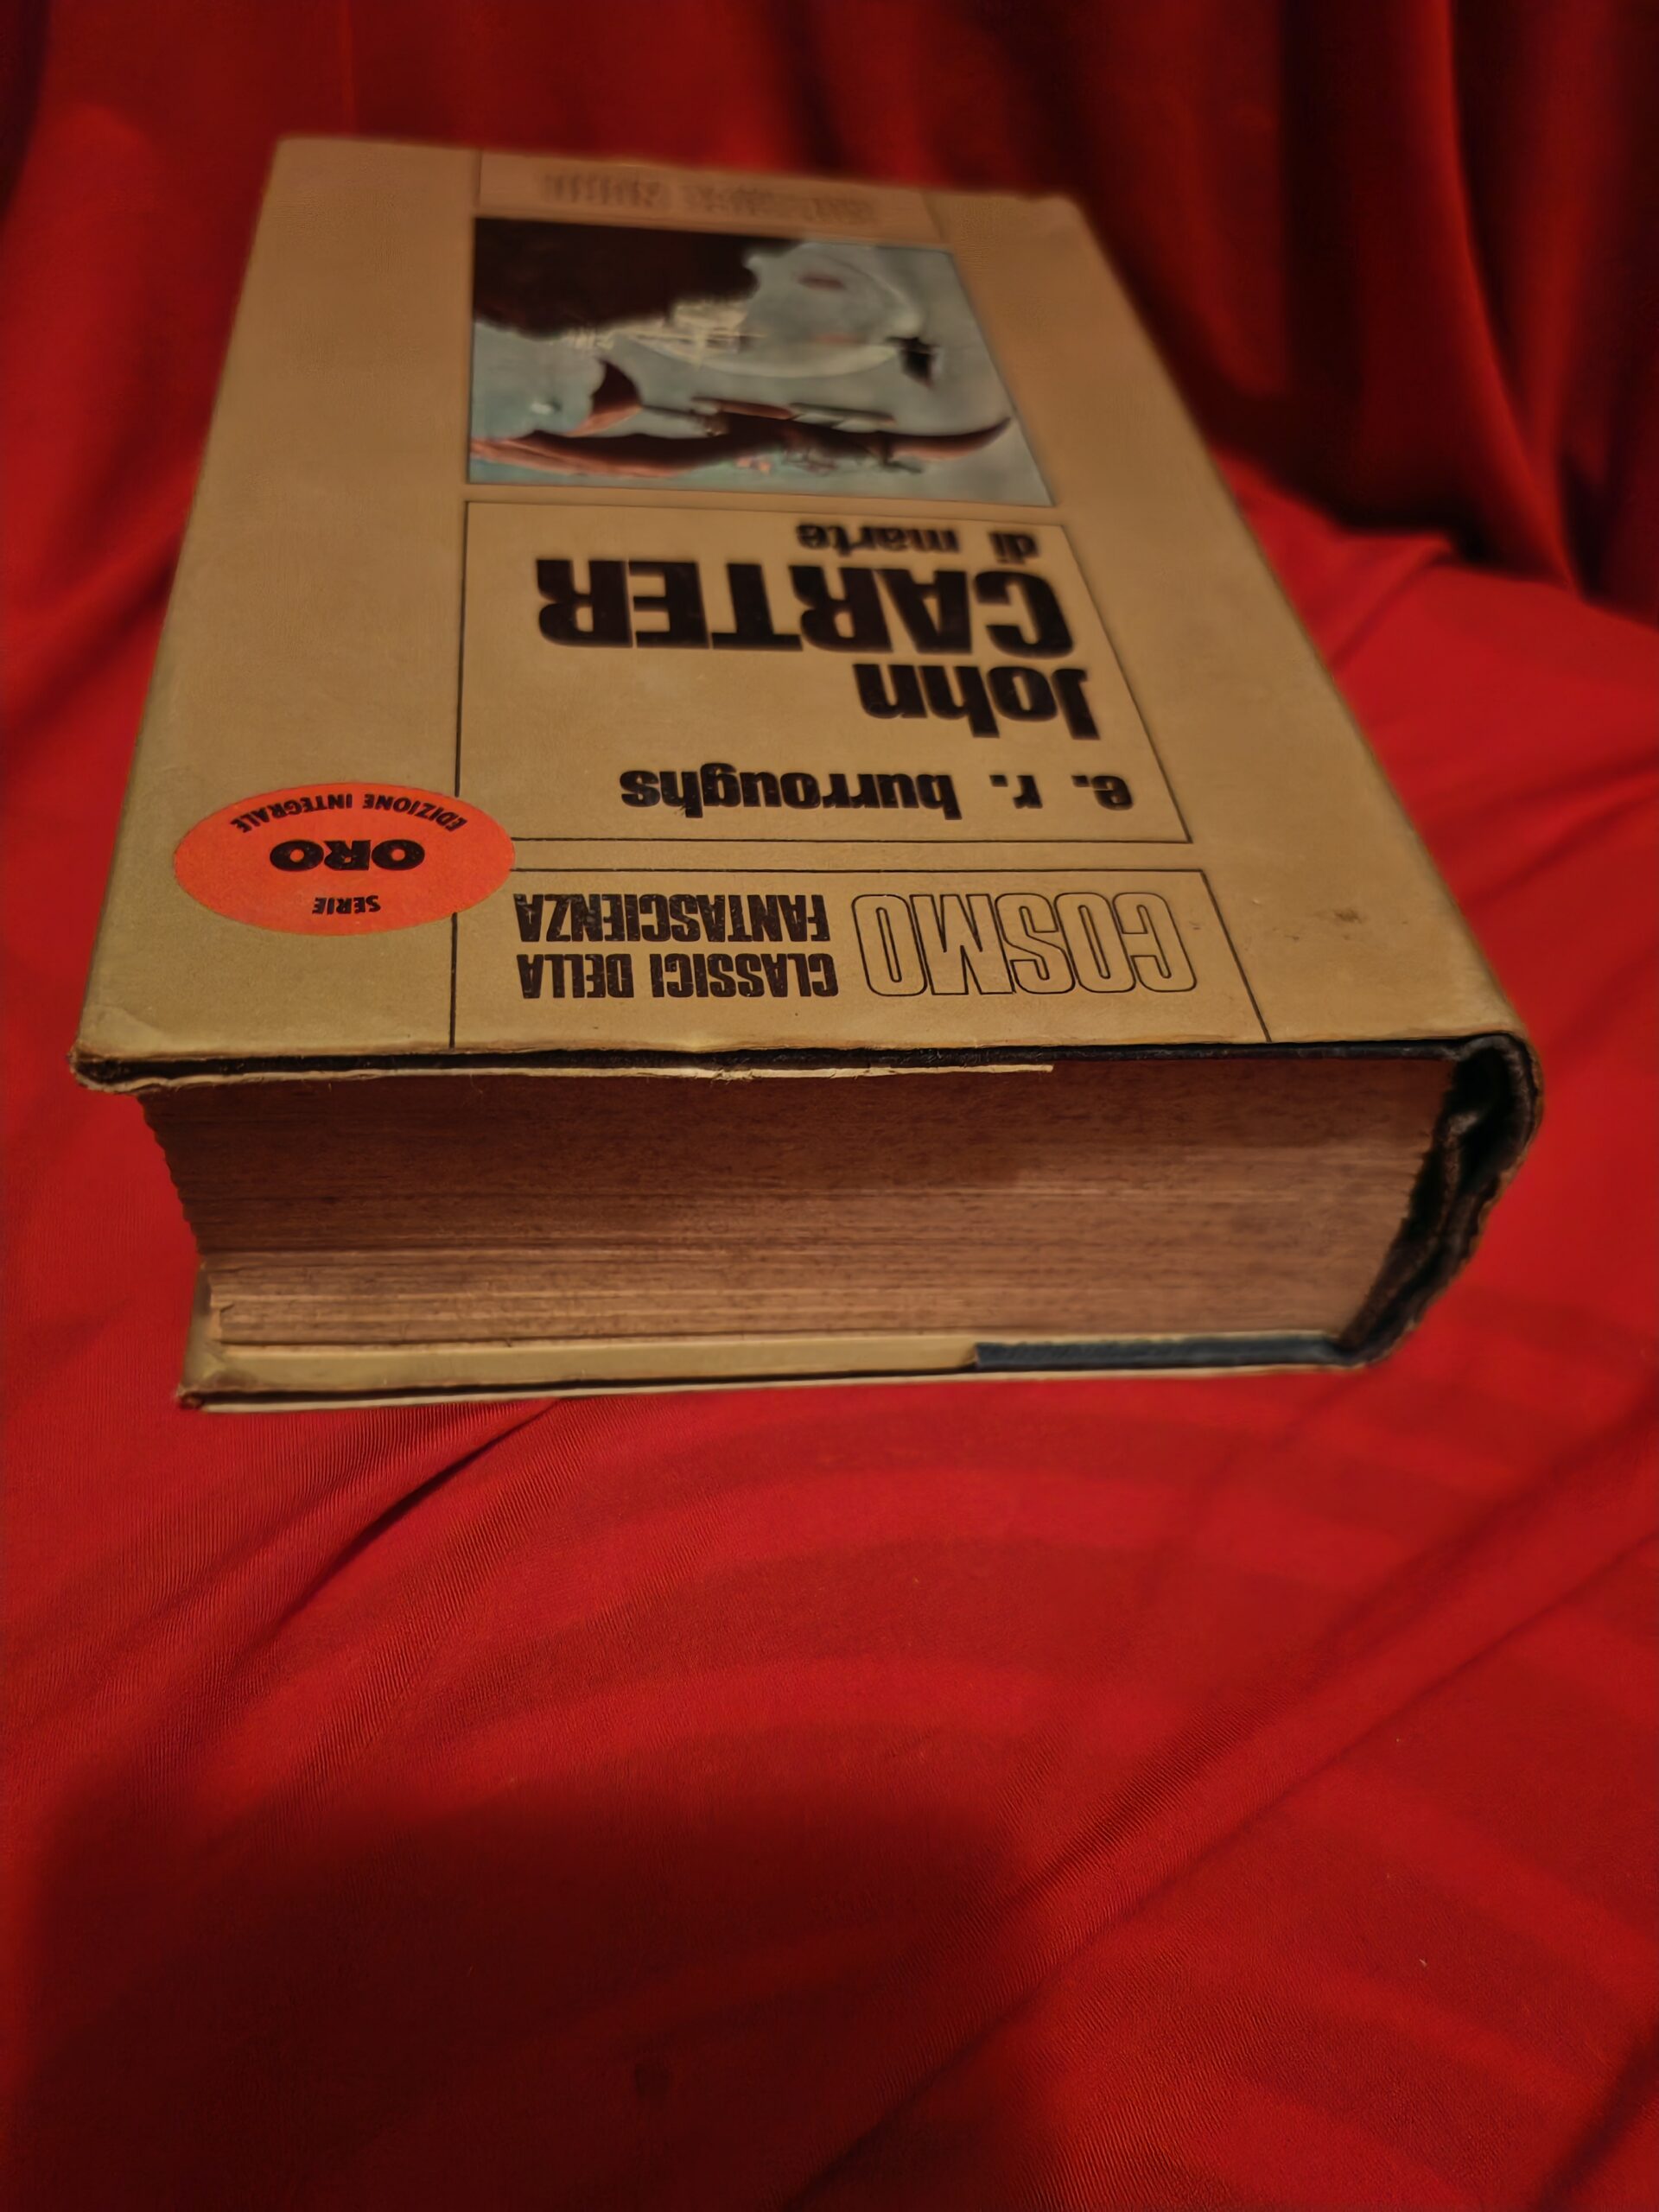 COSMO
CLASSICI DELLA
FANTASCIENZA
SERIE
ORO
EDIZIONE INTEGRALE
e. r. burroughs
John
CARTER
di marte